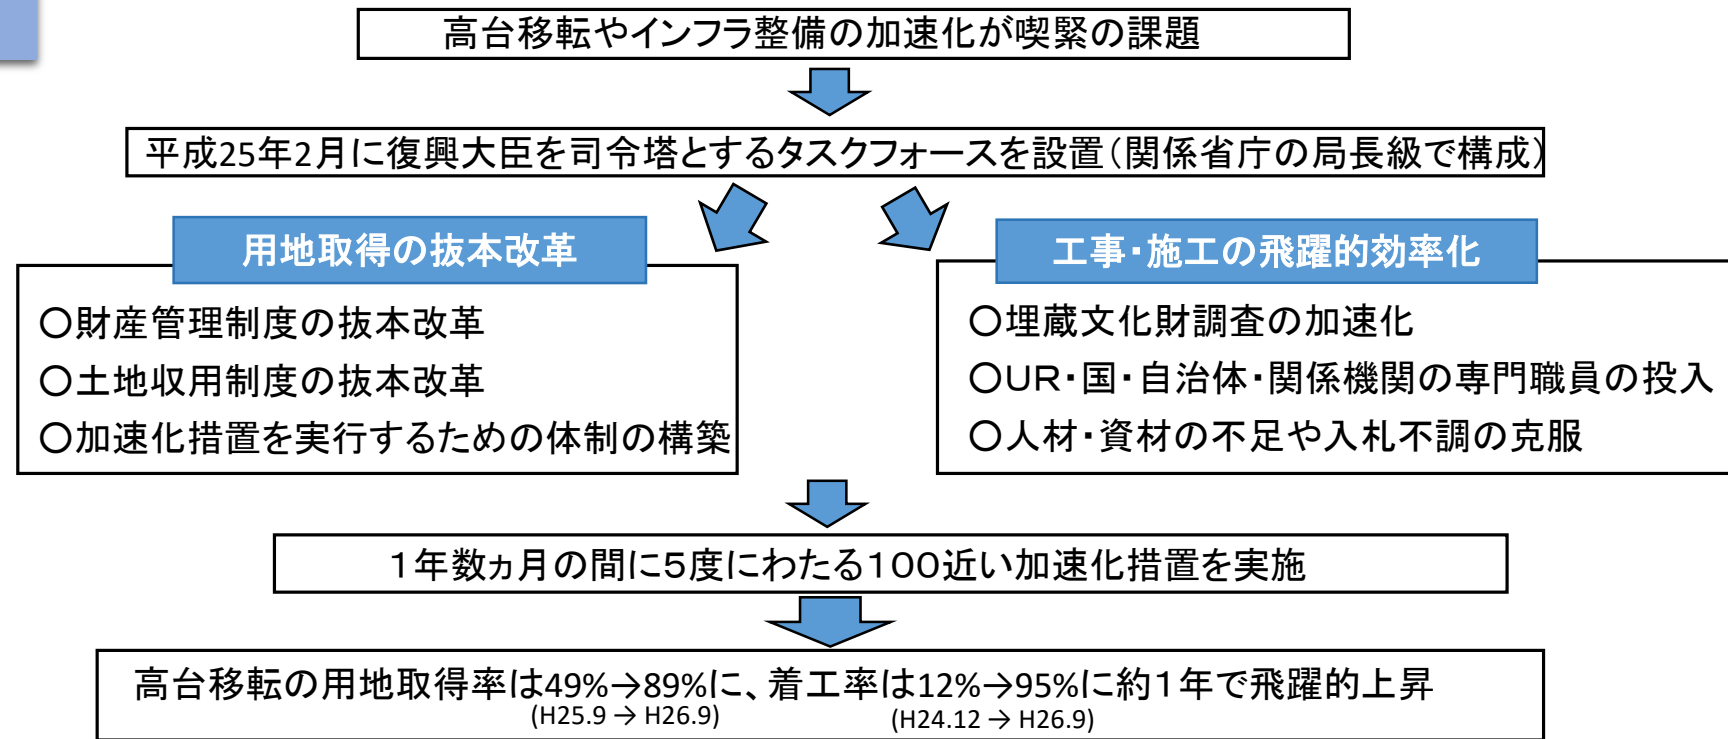 高台移転やインフラ整備の加速化が喫緊の課題
平成25年2月に復興大臣を司令塔とするタスクフォースを設置(関係省庁の局長級で構成)
用地取得の抜本改革
○財産管理制度の抜本改革
○土地収用制度の抜本改革
○加速化措置を実行するための体制の構築
工事・施工の飛躍的効率化
○埋蔵文化財調査の加速化
○UR・国・自治体・関係機関の専門職員の投入
○人材・資材の不足や入札不調の克服
1年数ヵ月の間に5度にわたる100近い加速化措置を実施
高台移転の用地取得率は49%→89%に、着工率は12%→95%に約1年で飛躍的上昇
(H25.9 → H26.9) (H24.12 → H26.9)